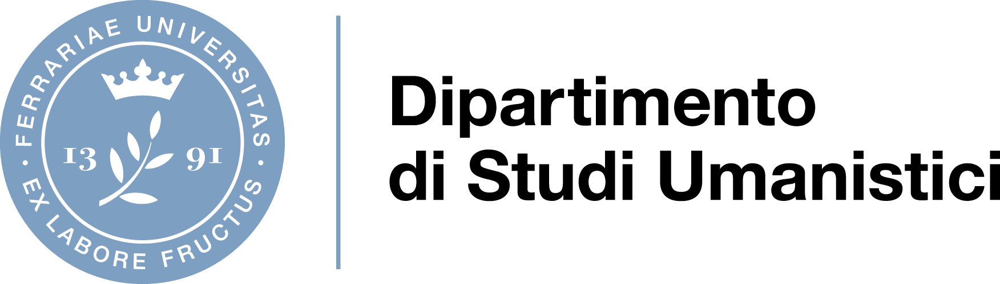 FERRARIAE UNIVERSITAS
13 91
· EX LABORE FRUCTUS ·
Dipartimento
di Studi Umanistici